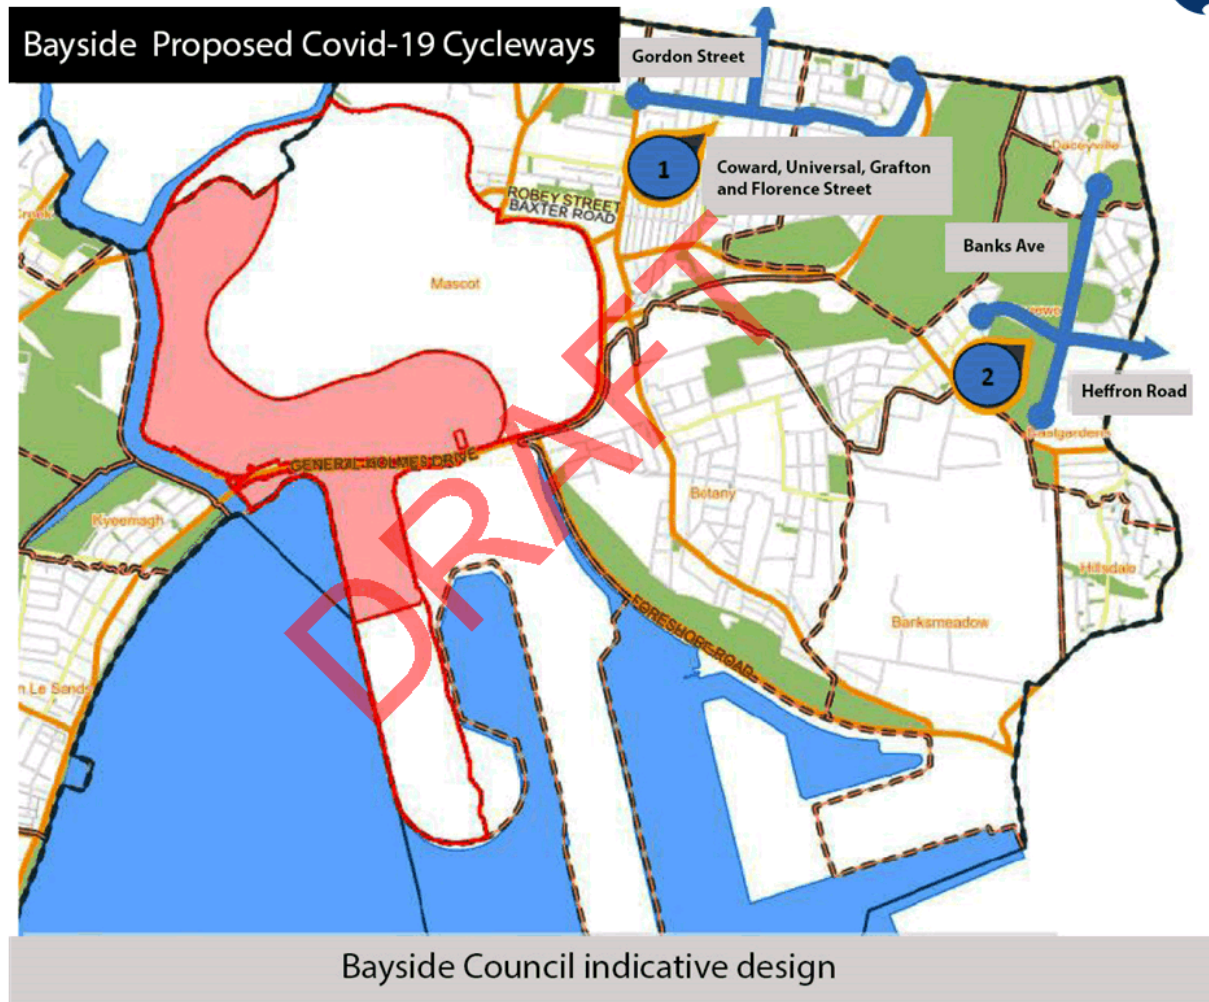 Bayside Proposed Covid-19 Cycleways
Gordon Street
1
Coward, Universal, Grafton
and Florence Street
Daceyville
ROBEY STREET
BAXTER ROAD
Banks Ave
Mascot
2
Heffron Road
Eastgardens
GENERAL HOLMES DRIVE
Botany
Kyeemagh
Hillsdale
FORESHORE ROAD
Banksmeadow
n Le Sands
DRAFT
Bayside Council indicative design